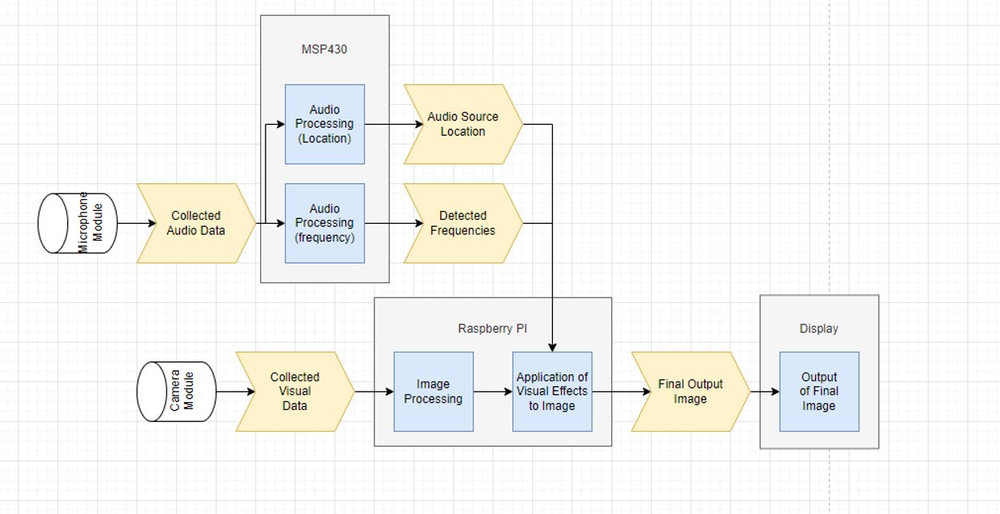 MSP430
Audio
Processing
(Location)
Audio Source
Location
Microphone
Module
Collected
Audio Data
Audio
Processing
(frequency)
Detected
Frequencies
Raspberry PI
Display
Camera
Module
Collected
Visual
Data
Image
Processing
Application of
Visual Effects
to Image
Final Output
Image
Output
of Final
Image